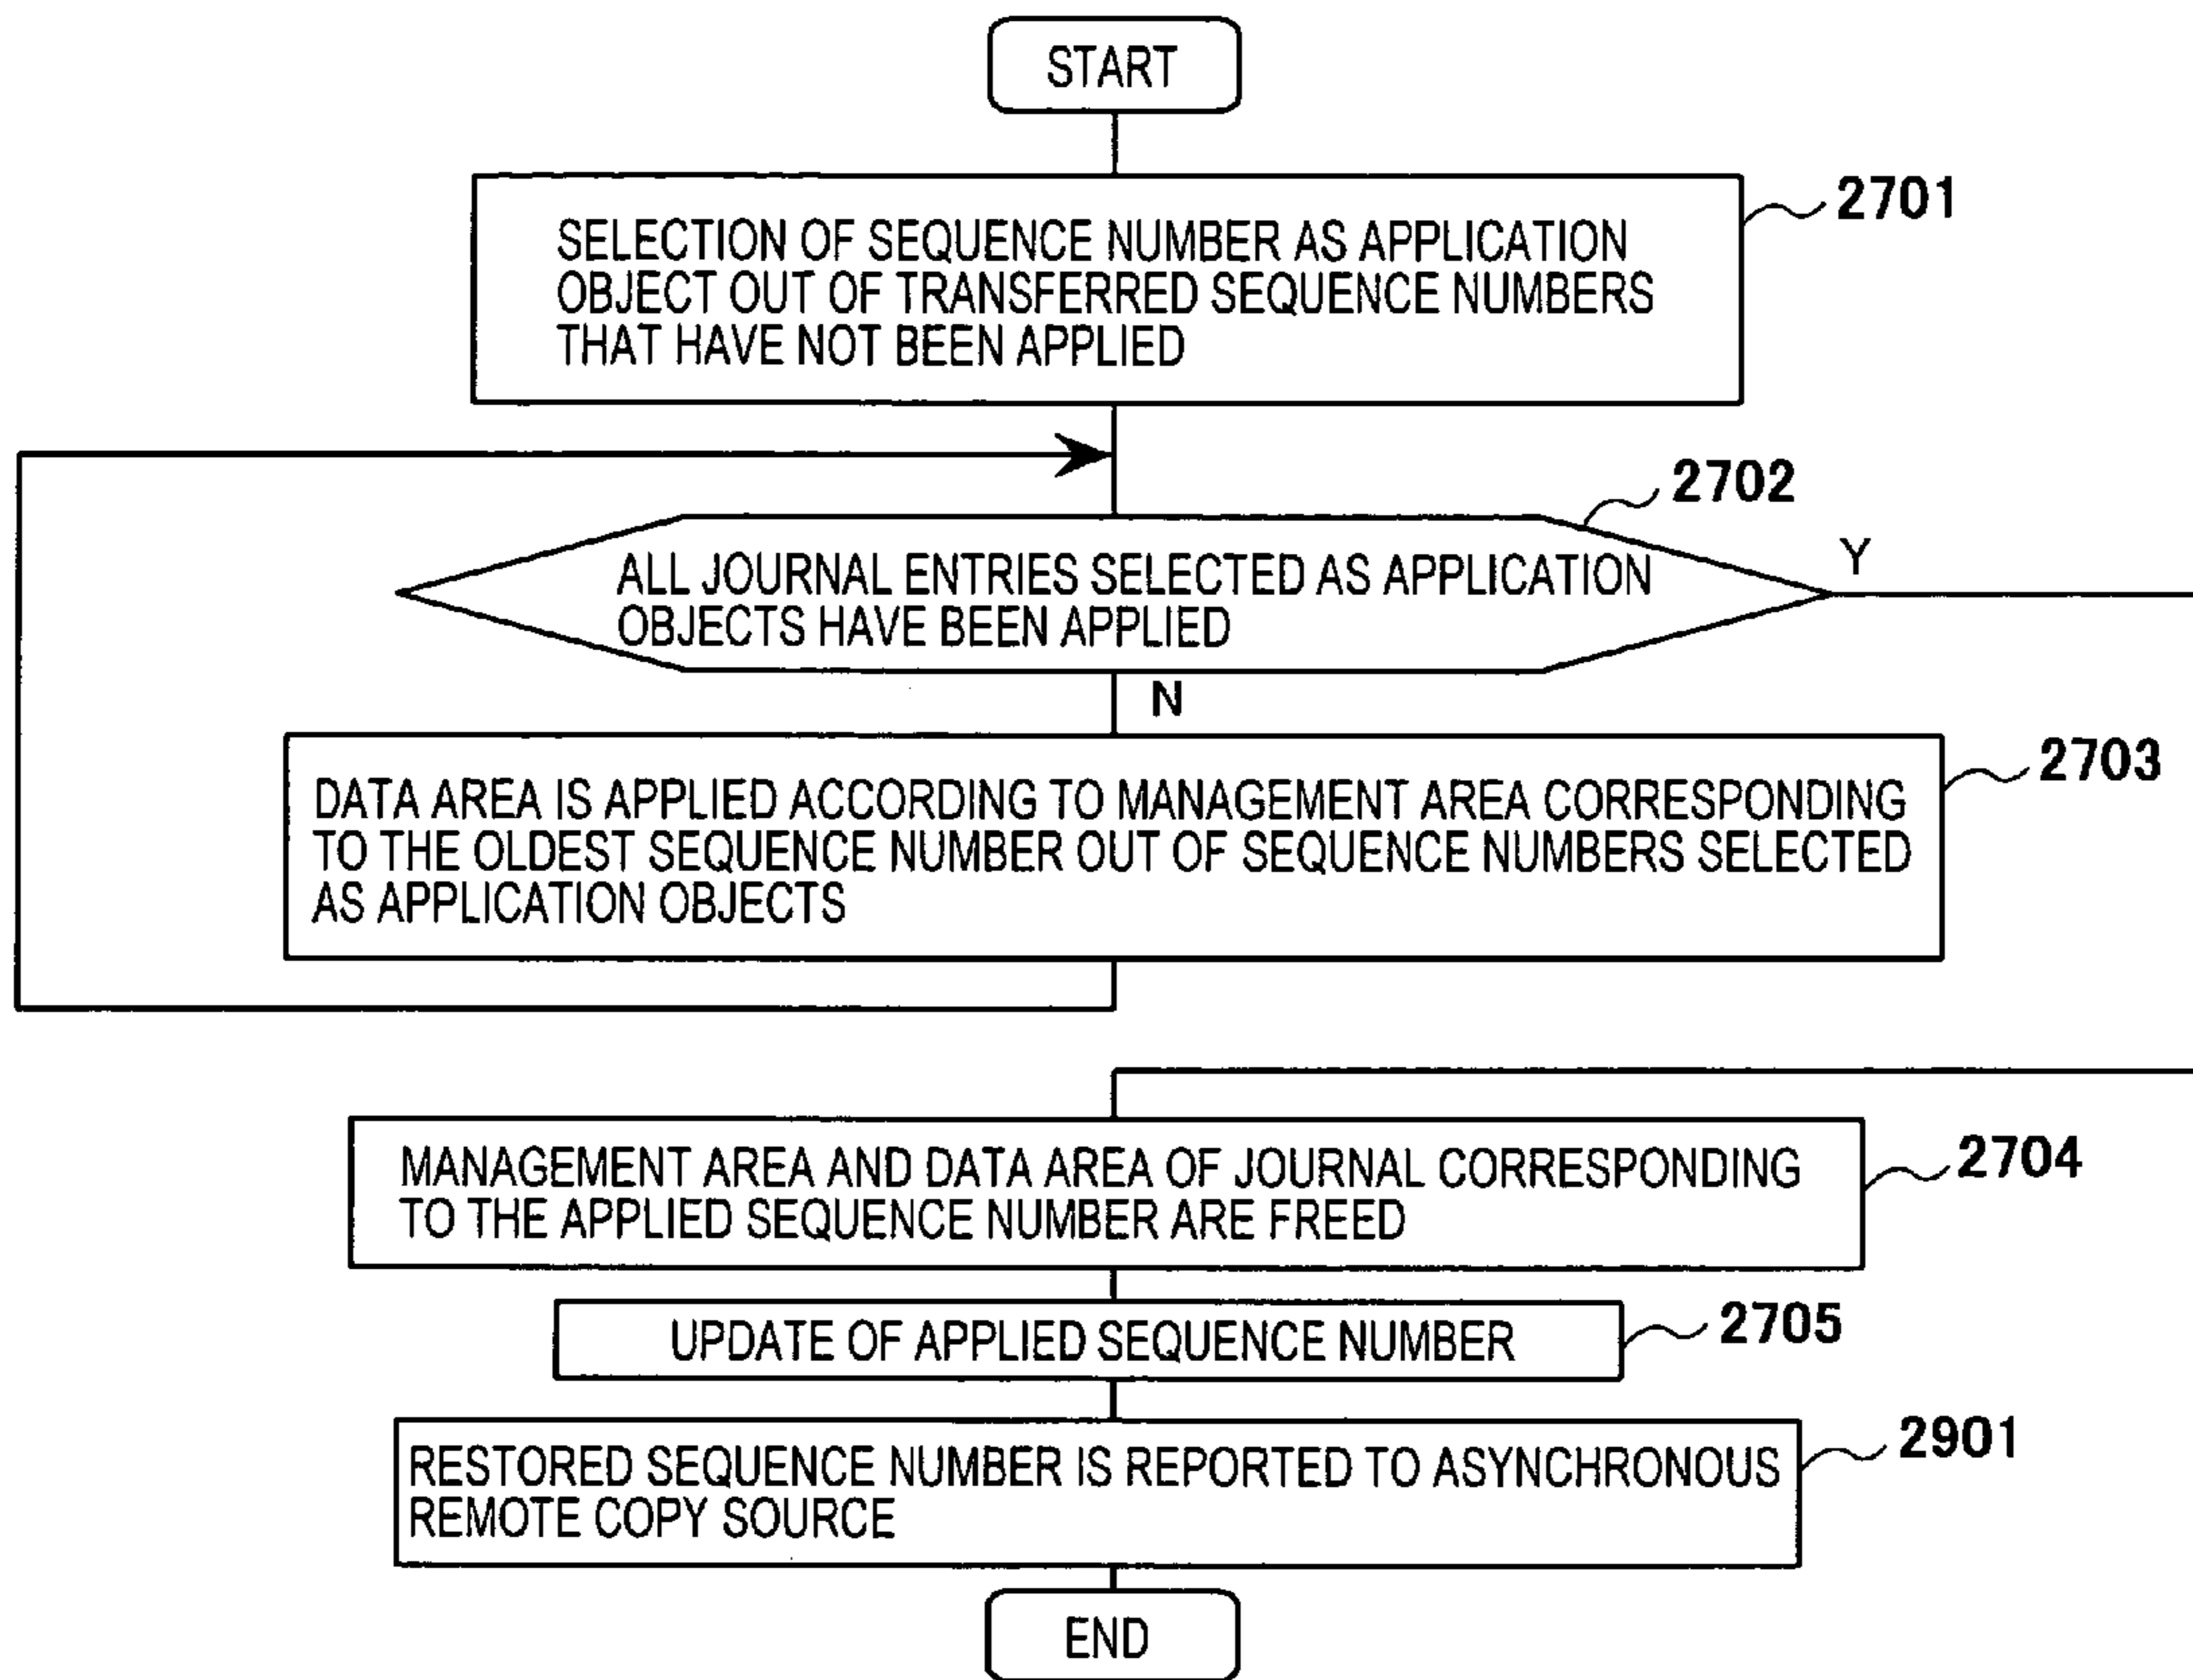 START
2701
SELECTION OF SEQUENCE NUMBER AS APPLICATION
OBJECT OUT OF TRANSFERRED SEQUENCE NUMBERS
THAT HAVE NOT BEEN APPLIED
2702
ALL JOURNAL ENTRIES SELECTED AS APPLICATION
OBJECTS HAVE BEEN APPLIED
Y
N
2703
DATA AREA IS APPLIED ACCORDING TO MANAGEMENT AREA CORRESPONDING
TO THE OLDEST SEQUENCE NUMBER OUT OF SEQUENCE NUMBERS SELECTED
AS APPLICATION OBJECTS
2704
MANAGEMENT AREA AND DATA AREA OF JOURNAL CORRESPONDING
TO THE APPLIED SEQUENCE NUMBER ARE FREED
2705
UPDATE OF APPLIED SEQUENCE NUMBER
2901
RESTORED SEQUENCE NUMBER IS REPORTED TO ASYNCHRONOUS
REMOTE COPY SOURCE
END